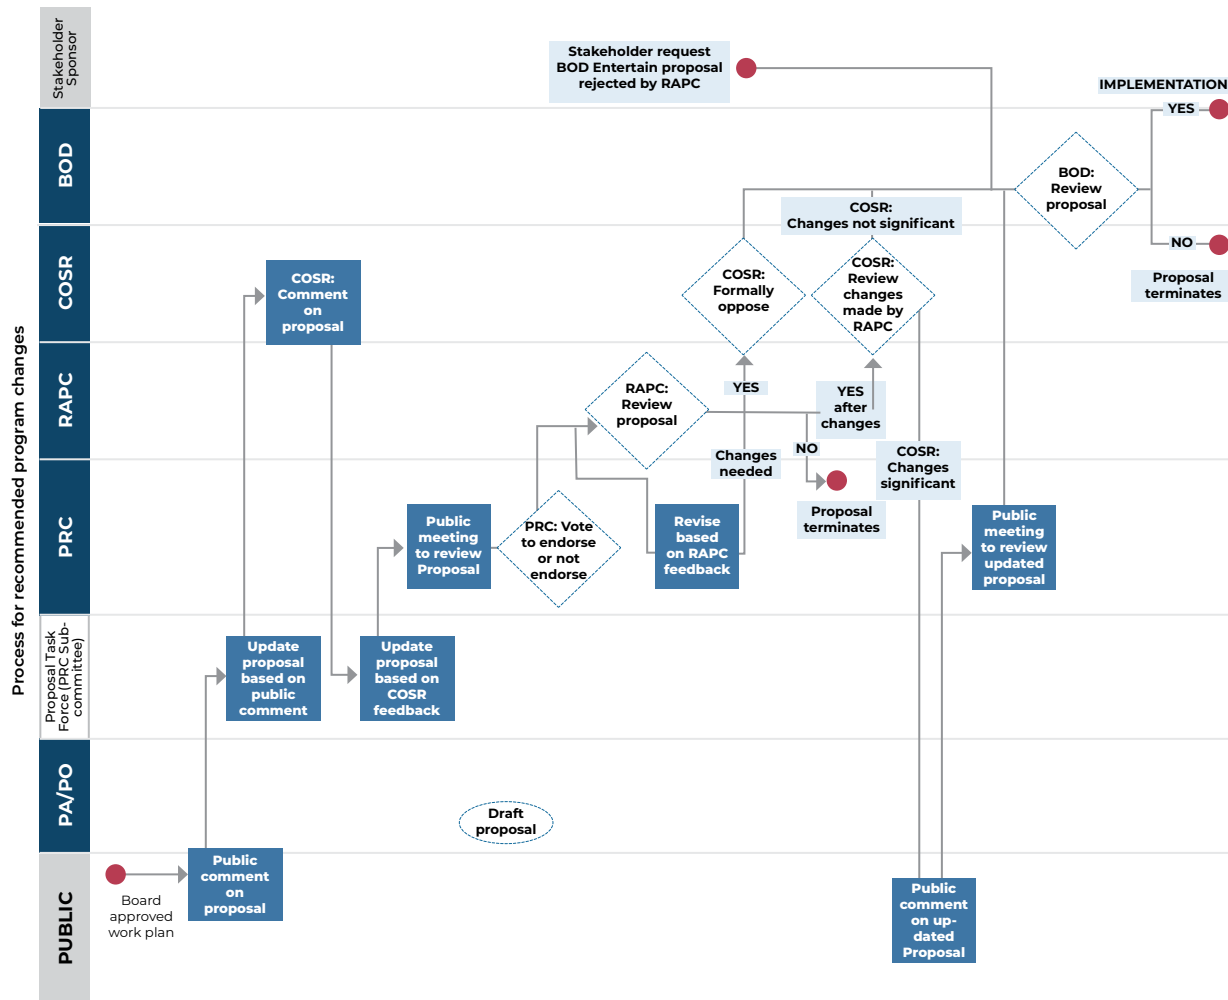 Process for recommended program changes
Stakeholder
Sponsor
BOD
COSR
RAPC
PRC
Proposal Task
Force (PRC Sub-
committee)
PA/PO
PUBLIC
Stakeholder request
BOD Entertain proposal
rejected by RAPC
IMPLEMENTATION
YES
BOD:
Review
proposal
NO
Proposal
terminates
COSR:
Changes not significant
COSR:
Comment
on
proposal
COSR:
Formally
oppose
COSR:
Review
changes
made by
RAPC
RAPC:
Review
proposal
YES
YES
after
changes
NO
Changes
needed
COSR:
Changes
significant
Proposal
terminates
Public
meeting
to review
Proposal
PRC: Vote
to endorse
or not
endorse
Revise
based
on RAPC
feedback
Public
meeting
to review
updated
proposal
Update
proposal
based on
public
comment
Update
proposal
based on
COSR
feedback
Draft
proposal
Board
approved
work plan
Public
comment
on
proposal
Public
comment
on up-
dated
Proposal